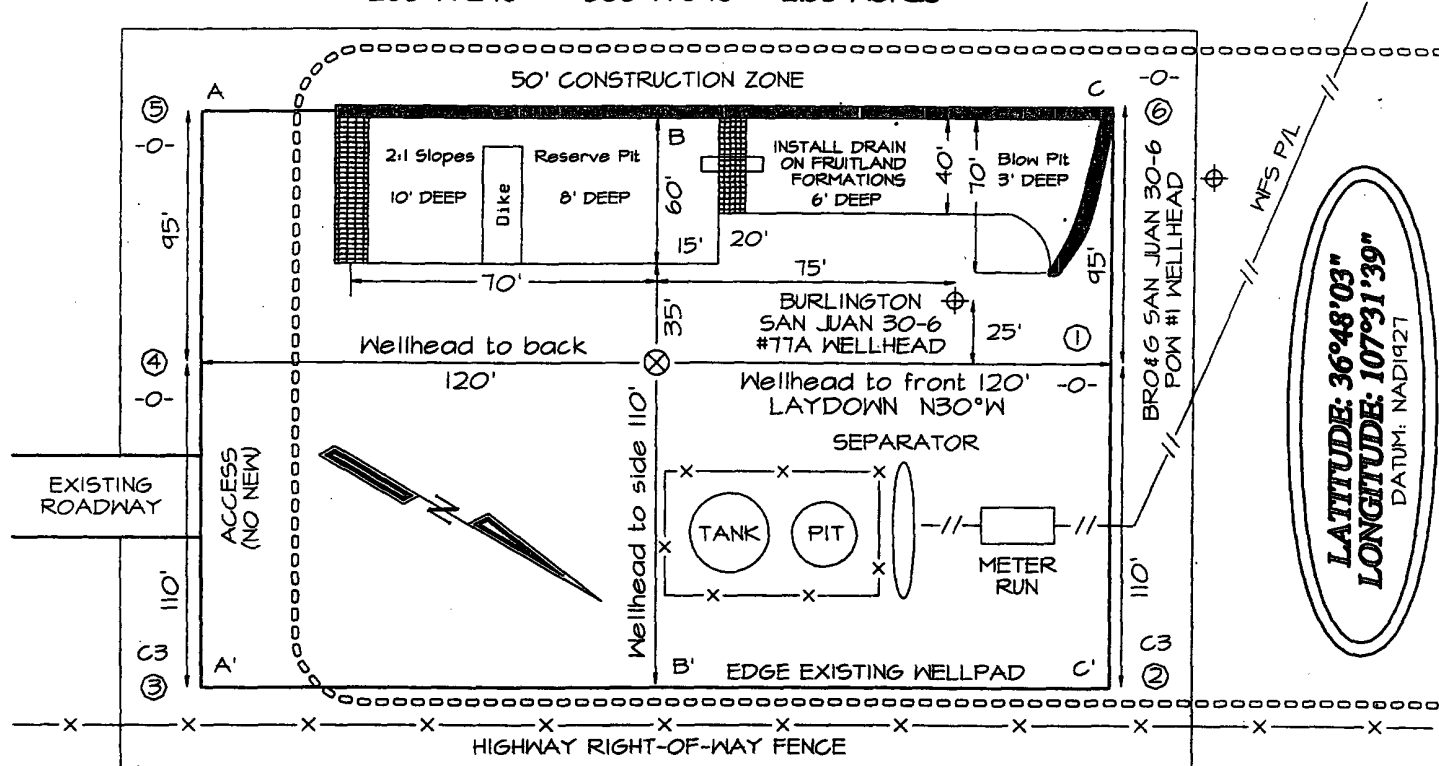 50' CONSTRUCTION ZONE
A
C
-0-
⑤
⑥
-0-
2:1 Slopes
10' DEEP
Dike
Reserve Pit
8' DEEP
B
60'
15'
INSTALL DRAIN
ON FRUITLAND
FORMATIONS
6' DEEP
20'
40'
70'
Blow Pit
3' DEEP
95'
95'
70'
75'
35'
BURLINGTON
SAN JUAN 30-6
#77A WELLHEAD
25'
①
BRO&G SAN JUAN 30-6
POW #1 WELLHEAD
WFS P/L
LATITUDE: 36°48'03"
LONGITUDE: 107°31'39"
DATUM: NAD1927
④
-0-
Wellhead to back
120'
Wellhead to front 120'
-0-
LAYDOWN N30°W
EXISTING
ROADWAY
ACCESS
(NO NEW)
N
Wellhead to side 110'
SEPARATOR
TANK
PIT
METER
RUN
110'
110'
C3
③
A'
B'
EDGE EXISTING WELLPAD
C'
C3
②
HIGHWAY RIGHT-OF-WAY FENCE